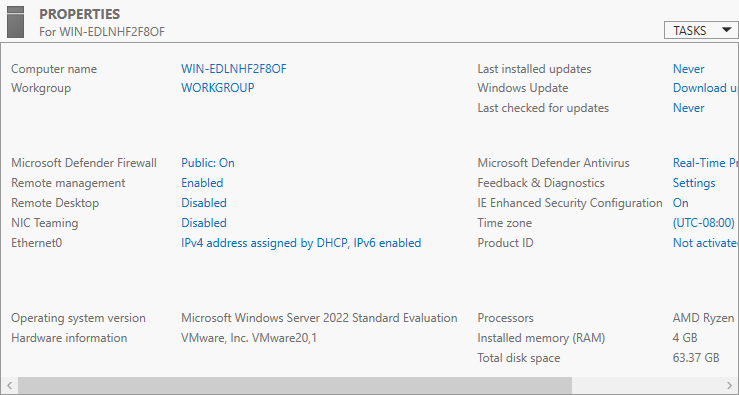 PROPERTIES
For WIN-EDLNHF2F8OF
TASKS
Computer name WIN-EDLNHF2F8OF Last installed updates Never
Workgroup WORKGROUP Windows Update Download u
Last checked for updates Never
Microsoft Defender Firewall Public: On Microsoft Defender Antivirus Real-Time Pr
Remote management Enabled Feedback & Diagnostics Settings
Remote Desktop Disabled IE Enhanced Security Configuration On
NIC Teaming Disabled Time zone (UTC-08:00)
Ethernet0 IPv4 address assigned by DHCP, IPv6 enabled Product ID Not activate
Operating system version Microsoft Windows Server 2022 Standard Evaluation Processors AMD Ryzen
Hardware information VMware, Inc. VMware20,1 Installed memory (RAM) 4 GB
Total disk space 63.37 GB